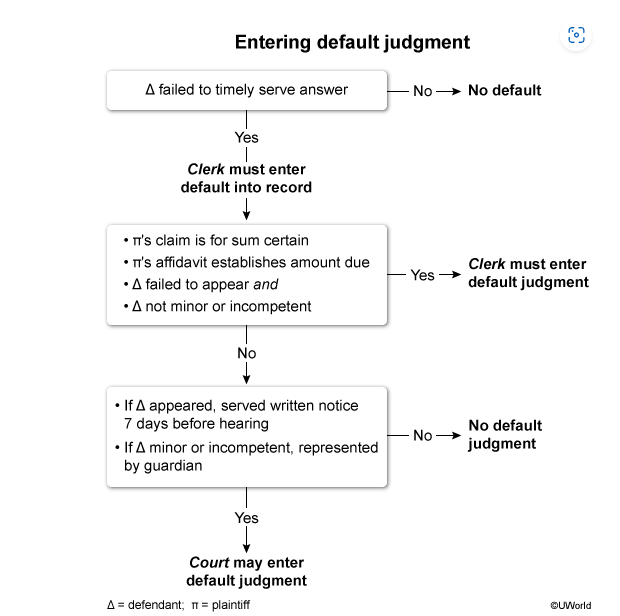 Entering default judgment
Δ failed to timely serve answer
No
No default
Yes
Clerk must enter
default into record
• π's claim is for sum certain
• π's affidavit establishes amount due
• Δ failed to appear and
• Δ not minor or incompetent
Yes
Clerk must enter
default judgment
No
• If Δ appeared, served written notice
7 days before hearing
• If Δ minor or incompetent, represented
by guardian
No
No default
judgment
Yes
Court may enter
default judgment
Δ = defendant; π = plaintiff
©UWorld